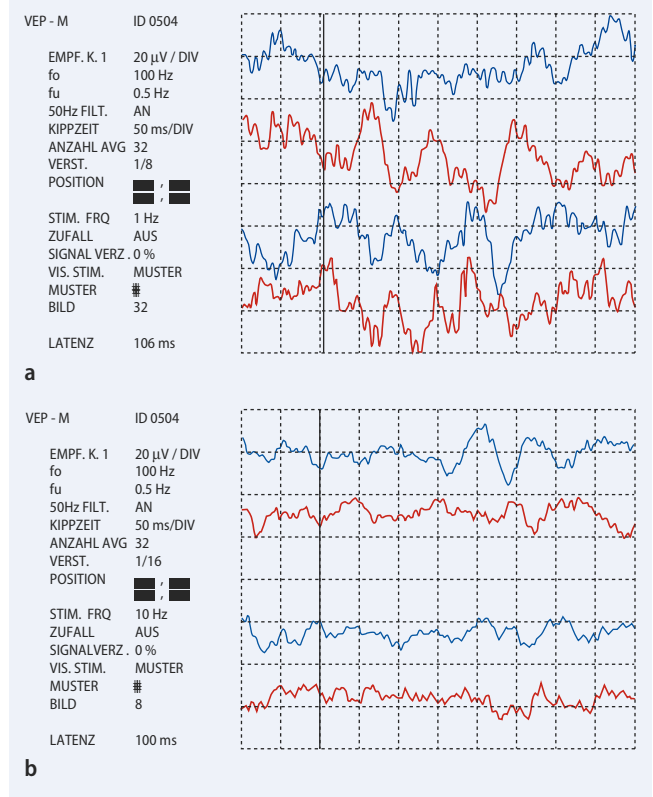 VEP - M ID 0504
EMPF. K. 1 20 µV / DIV
fo 100 Hz
fu 0.5 Hz
50Hz FILT. AN
KIPPZEIT 50 ms/DIV
ANZAHL AVG 32
VERST. 1/8
POSITION , 
,
STIM. FRQ 1 Hz
ZUFALL AUS
SIGNAL VERZ . 0 %
VIS. STIM. MUSTER
MUSTER #
BILD 32
LATENZ 106 ms
a
VEP - M ID 0504
EMPF. K. 1 20 µV / DIV
fo 100 Hz
fu 0.5 Hz
50Hz FILT. AN
KIPPZEIT 50 ms/DIV
ANZAHL AVG 32
VERST. 1/16
POSITION ,
,
STIM. FRQ 10 Hz
ZUFALL AUS
SIGNALVERZ . 0 %
VIS. STIM. MUSTER
MUSTER #
BILD 8
LATENZ 100 ms
b